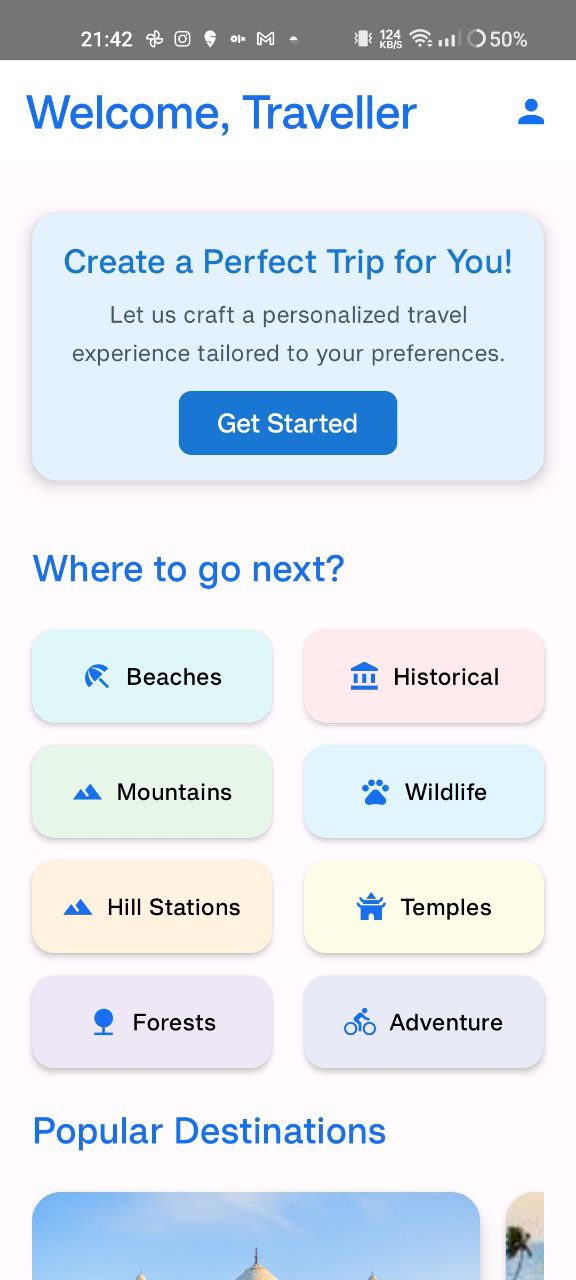 21:42
olx
124
KB/S
50%
Welcome, Traveller
Create a Perfect Trip for You!
Let us craft a personalized travel
experience tailored to your preferences.
Get Started
Where to go next?
Beaches
Historical
Mountains
Wildlife
Hill Stations
Temples
Forests
Adventure
Popular Destinations